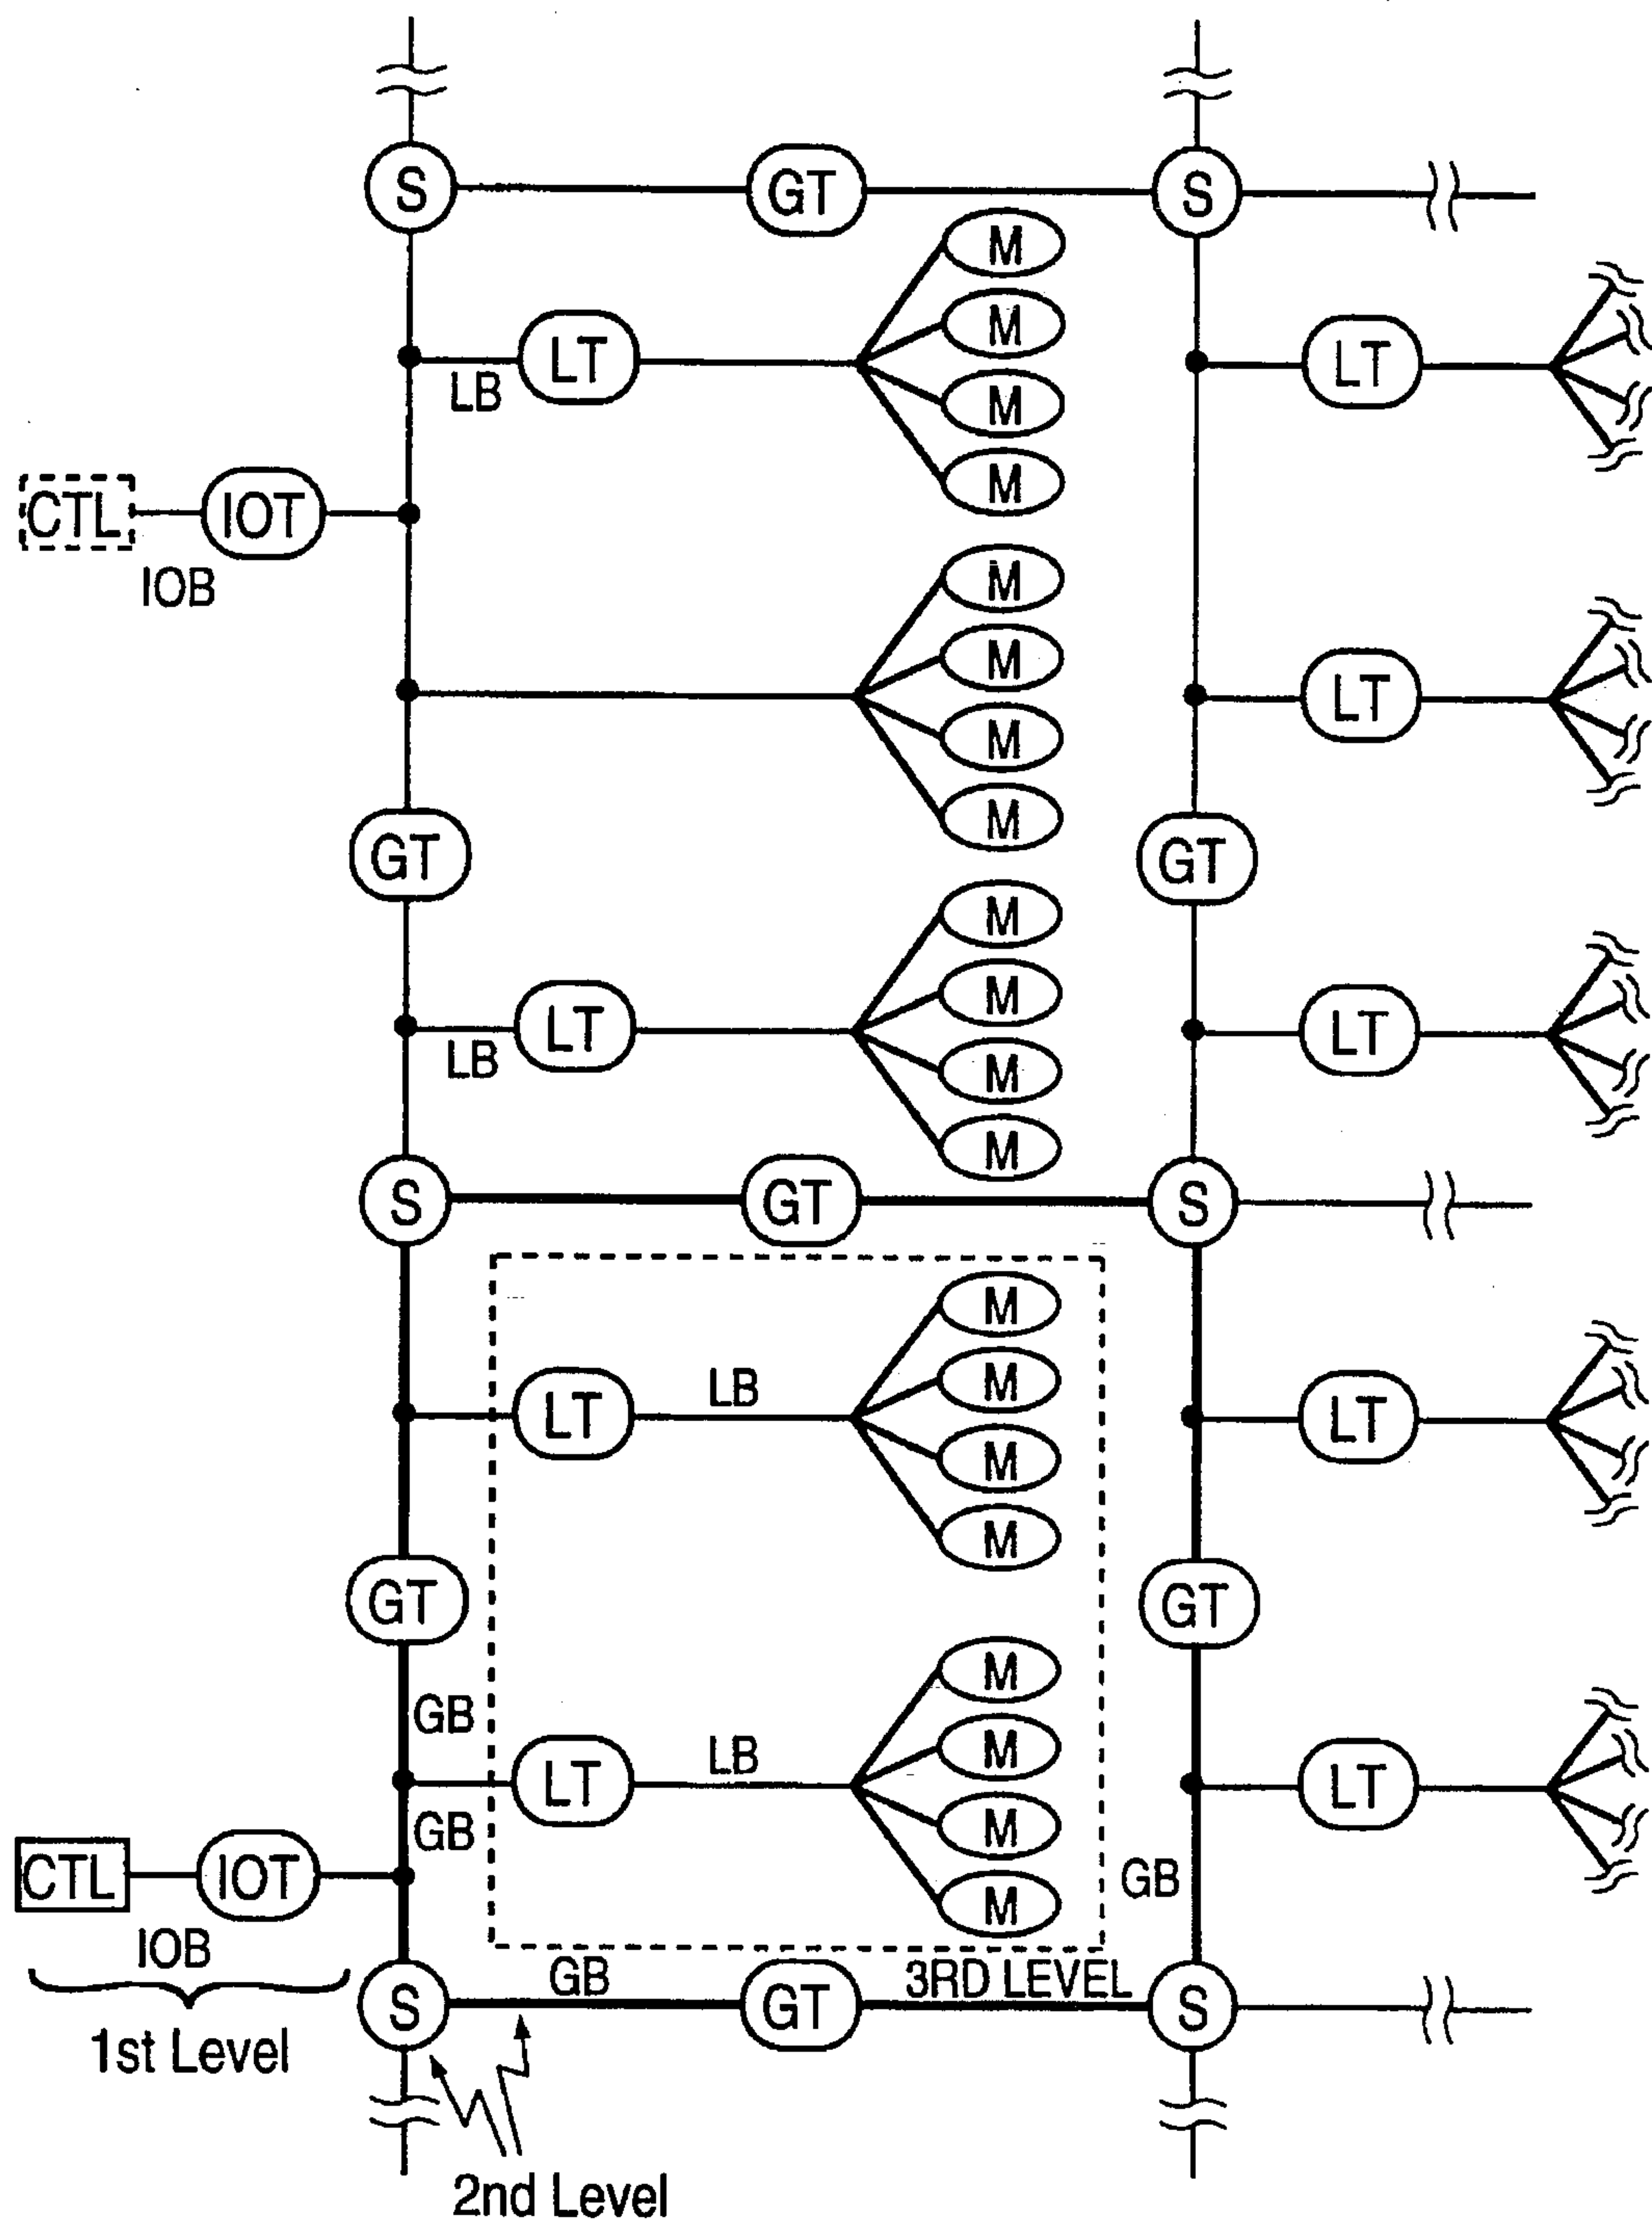 S GT S
M
M
LT LT
LB M
M
CTL IOT
IOB
M
M
LT
M
M
GT GT
M
M
LT LT
LB M
M
S GT S
M
LT LB M LT
M
M
GT GT
M
GB
LT LB M LT
GB M
CTL IOT GB
M
IOB
GB 3RD LEVEL
S GT S
1st Level
2nd Level